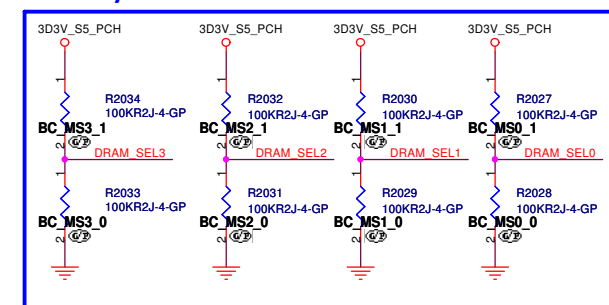 3D3V_S5_PCH 3D3V_S5_PCH 3D3V_S5_PCH 3D3V_S5_PCH
1 1 1 1
R2034 R2032 R2030 R2027
100KR2J-4-GP 100KR2J-4-GP 100KR2J-4-GP 100KR2J-4-GP
BC_MS3_1 BC_MS2_1 BC_MS1_1 BC_MS0_1
2 2 2 2
DRAM_SEL3 DRAM_SEL2 DRAM_SEL1 DRAM_SEL0
1 1 1 1
R2033 R2031 R2029 R2028
100KR2J-4-GP 100KR2J-4-GP 100KR2J-4-GP 100KR2J-4-GP
BC_MS3_0 BC_MS2_0 BC_MS1_0 BC_MS0_0
2 2 2 2